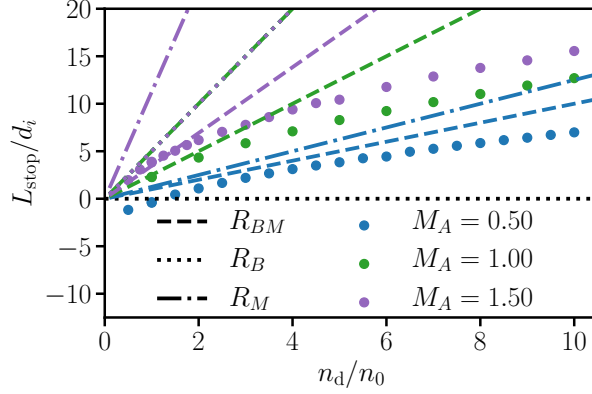 L_stop/d_i
20
15
10
5
0
−5
−10
R_BM
R_B
R_M
M_A = 0.50
M_A = 1.00
M_A = 1.50
0 2 4 6 8 10
n_d/n_0